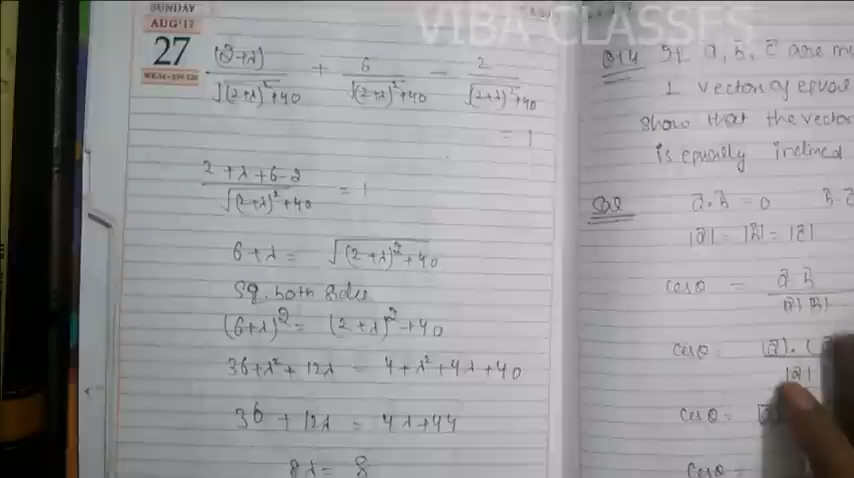 VIBA CLASSES
SUNDAY
AUG'17
27
(2+λ)/√(2+λ)²+40 + 6/√(2+λ)²+40 - 2/√(2+λ)²+40
= 1
2+λ+6-2/√(2+λ)²+40 = 1
6+λ = √(2+λ)²+40
Sq. both sides
(6+λ)² = (2+λ)²+40
36+λ²+12λ = 4+λ²+4λ+40
36+12λ = 4λ+44
8λ = 8
Q14 If a⃗, b⃗, c⃗ are
⊥ vector of equal
show that the vector
is equally inclined
Sol
a⃗.b⃗ = 0
|a⃗| = |b⃗| = |c⃗|
cosθ = a⃗ b⃗/|a⃗| |b⃗|
cosθ =
cosθ =
cosθ =